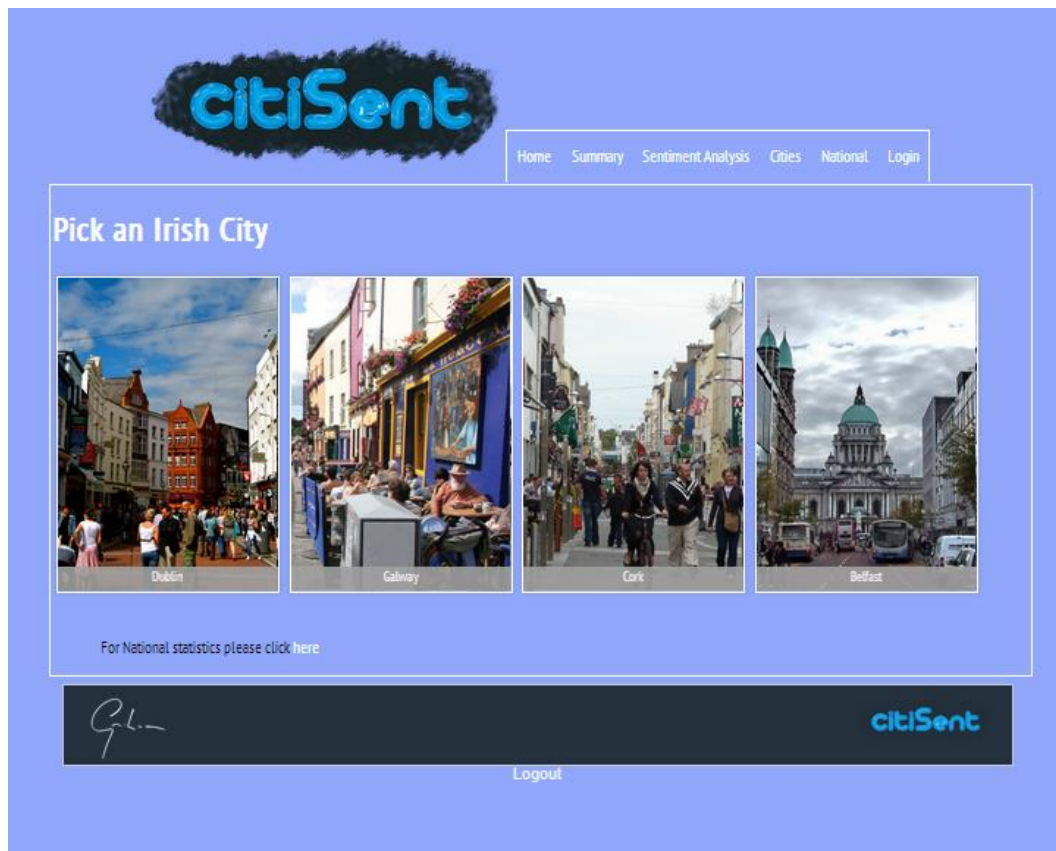 citiSent
Home Summary Sentiment Analysis Cities National Login
Pick an Irish City
Dublin Galway Cork Belfast
For National statistics please click here
citiSent
Logout